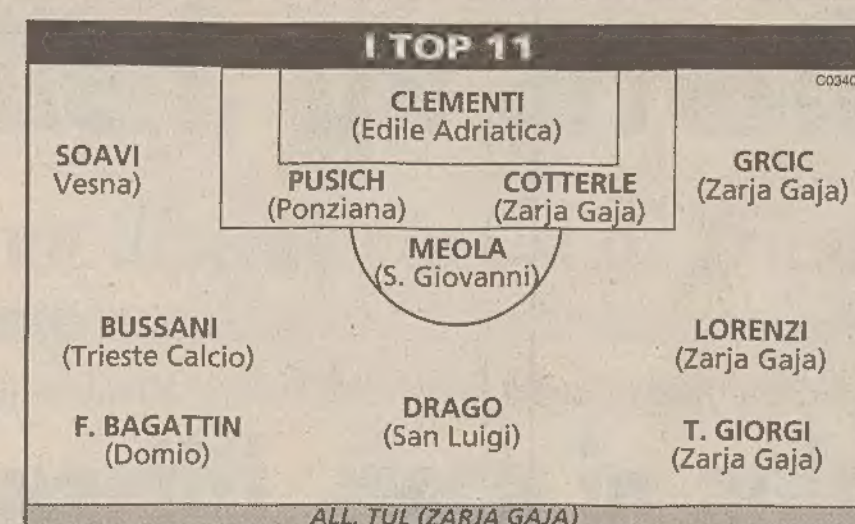 I TOP 11
C0340
CLEMENTI
(Edile Adriatica)
SOAVI
Vesna)
PUSICH
(Ponziana)
COTTERLE
(Zarja Gaja)
GRCIC
(Zarja Gaja)
MEOLA
(S. Giovanni)
BUSSANI
(Trieste Calcio)
LORENZI
(Zarja Gaja)
F. BAGATTIN
(Domio)
DRAGO
(San Luigi)
T. GIORGI
(Zarja Gaja)
ALL. TUL (ZARJA GAJA)